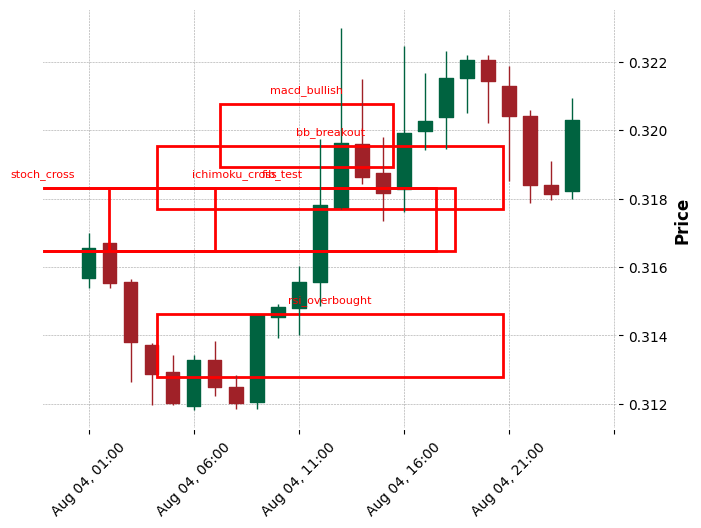 0.322
macd_bullish
0.320
bb_breakout
stoch_cross
ichimoku_cross
fib_test
0.318
Price
0.316
rsi_overbought
0.314
0.312
Aug 04, 01:00
Aug 04, 06:00
Aug 04, 11:00
Aug 04, 16:00
Aug 04, 21:00